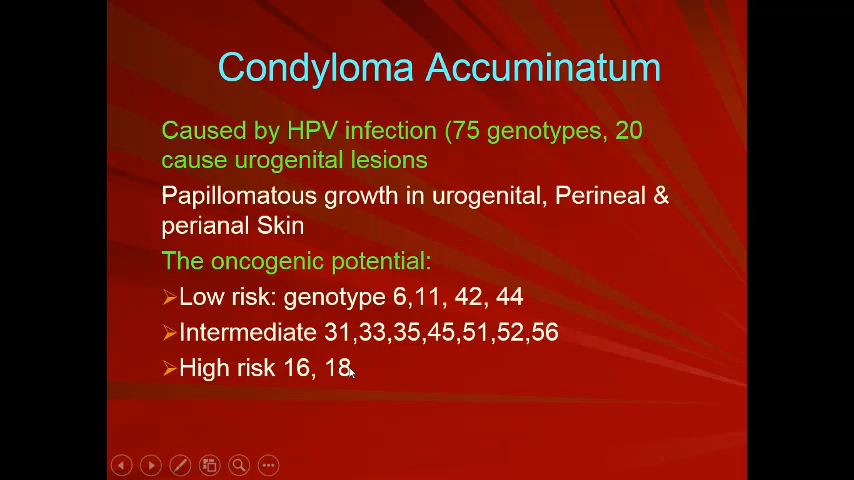 Condyloma Accuminatum
Caused by HPV infection (75 genotypes, 20
cause urogenital lesions
Papillomatous growth in urogenital, Perineal &
perianal Skin
The oncogenic potential:
Low risk: genotype 6,11, 42, 44
Intermediate 31,33,35,45,51,52,56
High risk 16, 18